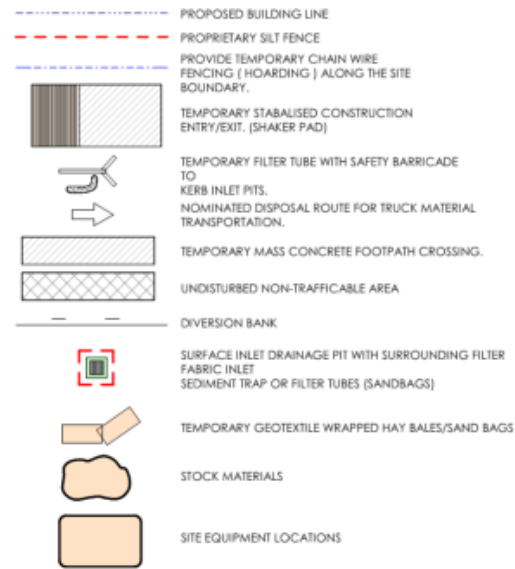 PROPOSED BUILDING LINE
PROPRIETARY SILT FENCE
PROVIDE TEMPORARY CHAIN WIRE
FENCING ( HOARDING ) ALONG THE SITE
BOUNDARY.
TEMPORARY STABALISED CONSTRUCTION
ENTRY/EXIT. (SHAKER PAD)
TEMPORARY FILTER TUBE WITH SAFETY BARRICADE
TO
KERB INLET PITS.
NOMINATED DISPOSAL ROUTE FOR TRUCK MATERIAL
TRANSPORTATION.
TEMPORARY MASS CONCRETE FOOTPATH CROSSING.
UNDISTURBED NON-TRAFFICABLE AREA
DIVERSION BANK
SURFACE INLET DRAINAGE PIT WITH SURROUNDING FILTER
FABRIC INLET
SEDIMENT TRAP OR FILTER TUBES (SANDBAGS)
TEMPORARY GEOTEXTILE WRAPPED HAY BALES/SAND BAGS
STOCK MATERIALS
SITE EQUIPMENT LOCATIONS